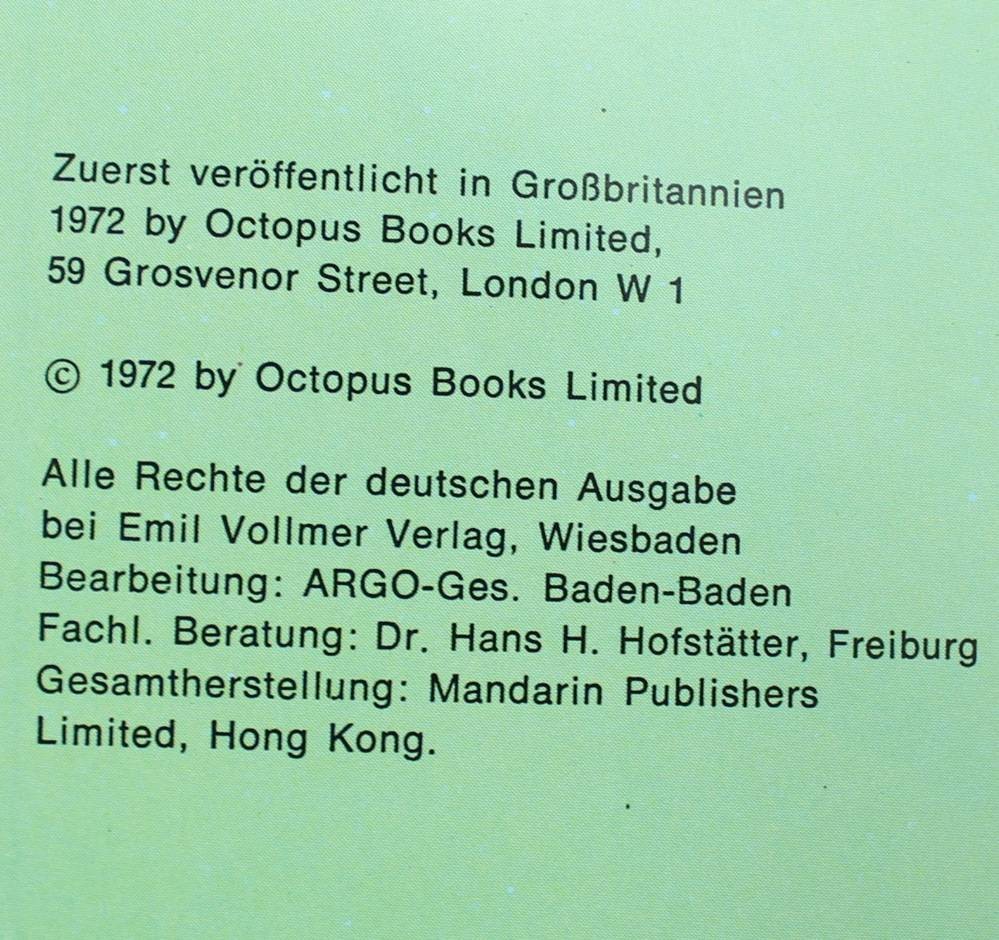 Zuerst veröffentlicht in Großbritannien
1972 by Octopus Books Limited,
59 Grosvenor Street, London W 1
© 1972 by Octopus Books Limited
Alle Rechte der deutschen Ausgabe
bei Emil Vollmer Verlag, Wiesbaden
Bearbeitung: ARGO-Ges. Baden-Baden
Fachl. Beratung: Dr. Hans H. Hofstätter, Freiburg
Gesamtherstellung: Mandarin Publishers
Limited, Hong Kong.